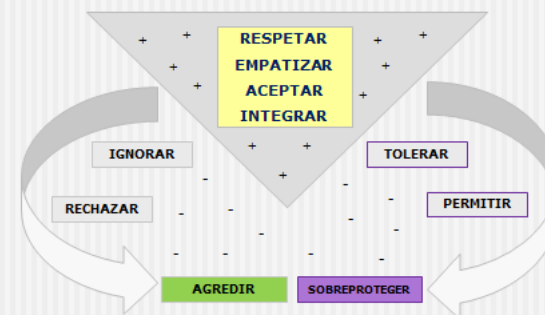 RESPETAR
EMPATIZAR
ACEPTAR
INTEGRAR
IGNORAR
TOLERAR
RECHAZAR
PERMITIR
AGREDIR
SOBREPROTEGER